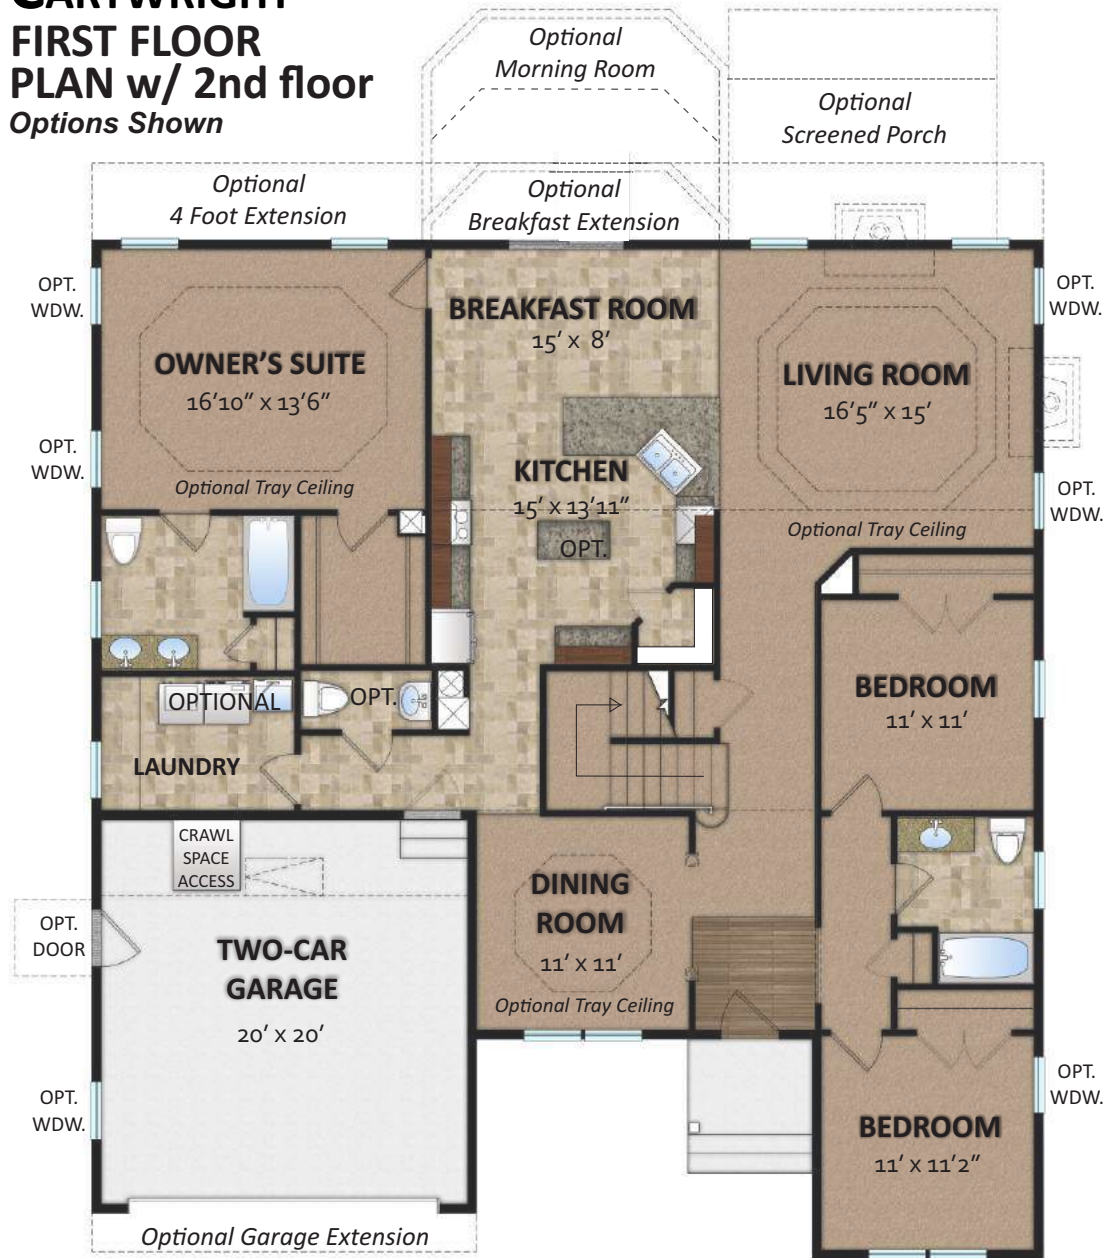 CARTWRIGHT
FIRST FLOOR
PLAN w/ 2nd floor
Options Shown
Optional
Morning Room
Optional
Screened Porch
Optional
4 Foot Extension
Optional
Breakfast Extension
OPT.
WDW.
BREAKFAST ROOM
15' x 8'
OPT.
WDW.
OWNER'S SUITE
16'10" x 13'6"
LIVING ROOM
16'5" x 15'
OPT.
WDW.
KITCHEN
15' x 13'11"
Optional Tray Ceiling
OPT.
WDW.
OPT.
Optional Tray Ceiling
OPTIONAL
OPT.
BEDROOM
11' x 11'
LAUNDRY
CRAWL
SPACE
ACCESS
DINING
ROOM
11' x 11'
Optional Tray Ceiling
OPT.
DOOR
TWO-CAR
GARAGE
20' x 20'
OPT.
WDW.
OPT.
WDW.
BEDROOM
11' x 11'2"
Optional Garage Extension